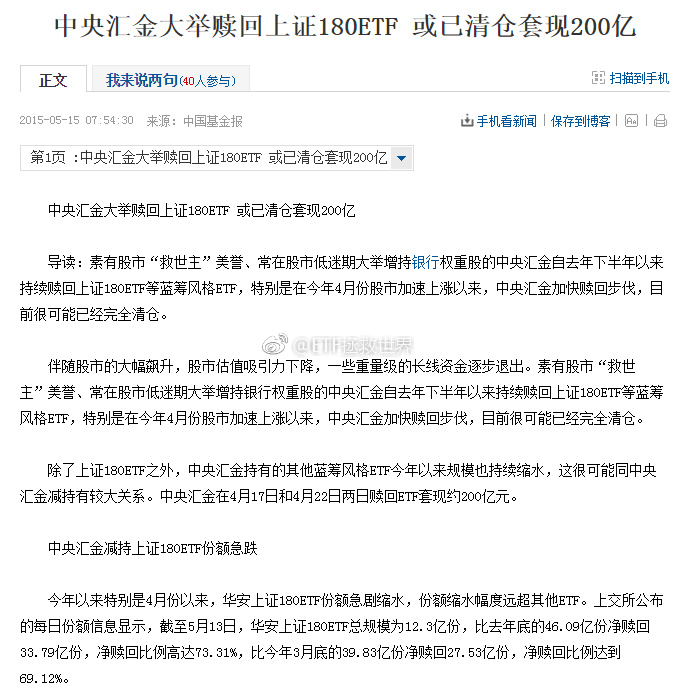 中央汇金大举赎回上证180ETF 或已清仓套现200亿
正文 我来说两句(40人参与) 扫描到手机
2015-05-15 07:54:30 来源：中国基金报 手机看新闻 保存到博客 Aa
第1页 :中央汇金大举赎回上证180ETF 或已清仓套现200亿
中央汇金大举赎回上证180ETF 或已清仓套现200亿
导读：素有股市“救世主”美誉、常在股市低迷期大举增持银行权重股的中央汇金自去年下半年以来
持续赎回上证180ETF等蓝筹风格ETF，特别是在今年4月份股市加速上涨以来，中央汇金加快赎回步伐，目
前很可能已经完全清仓。
@ETF拯救世界
伴随股市的大幅飙升，股市估值吸引力下降，一些重量级的长线资金逐步退出。素有股市“救世
主”美誉、常在股市低迷期大举增持银行权重股的中央汇金自去年下半年以来持续赎回上证180ETF等蓝筹
风格ETF，特别是在今年4月份股市加速上涨以来，中央汇金加快赎回步伐，目前很可能已经完全清仓。
除了上证180ETF之外，中央汇金持有的其他蓝筹风格ETF今年以来规模也持续缩水，这很可能同中央
汇金减持有较大关系。中央汇金在4月17日和4月22日两日赎回ETF套现约200亿元。
中央汇金减持上证180ETF份额急跌
今年以来特别是4月份以来，华安上证180ETF份额急剧缩水，份额缩水幅度远超其他ETF。上交所公布
的每日份额信息显示，截至5月13日，华安上证180ETF总规模为12.3亿份，比去年底的46.09亿份净赎回
33.79亿份，净赎回比例高达73.31%，比今年3月底的39.83亿份净赎回27.53亿份，净赎回比例达到
69.12%。